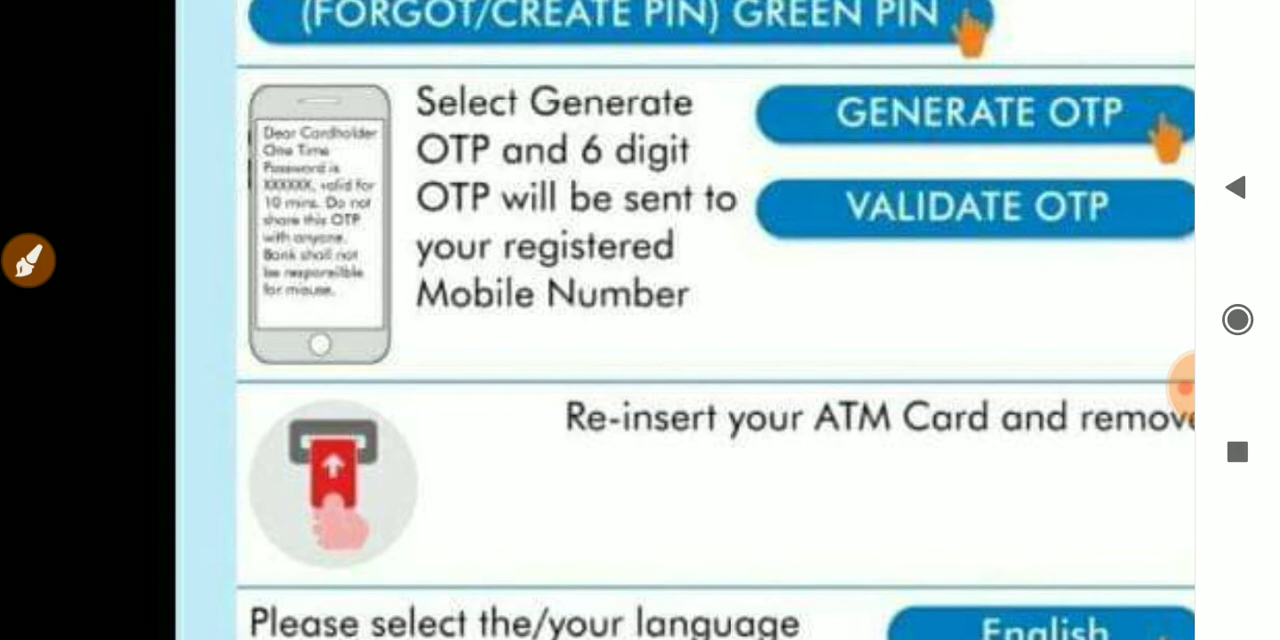 (FORGOT/CREATE PIN) GREEN PIN
Dear Cardholder
One Time
Password is
XXXXXX, valid for
10 mins. Do not
share this OTP
with anyone.
Bank shall not
be responsilble
for misuse.
Select Generate
OTP and 6 digit
OTP will be sent to
your registered
Mobile Number
GENERATE OTP
VALIDATE OTP
Re-insert your ATM Card and remove
Please select the/your language
English